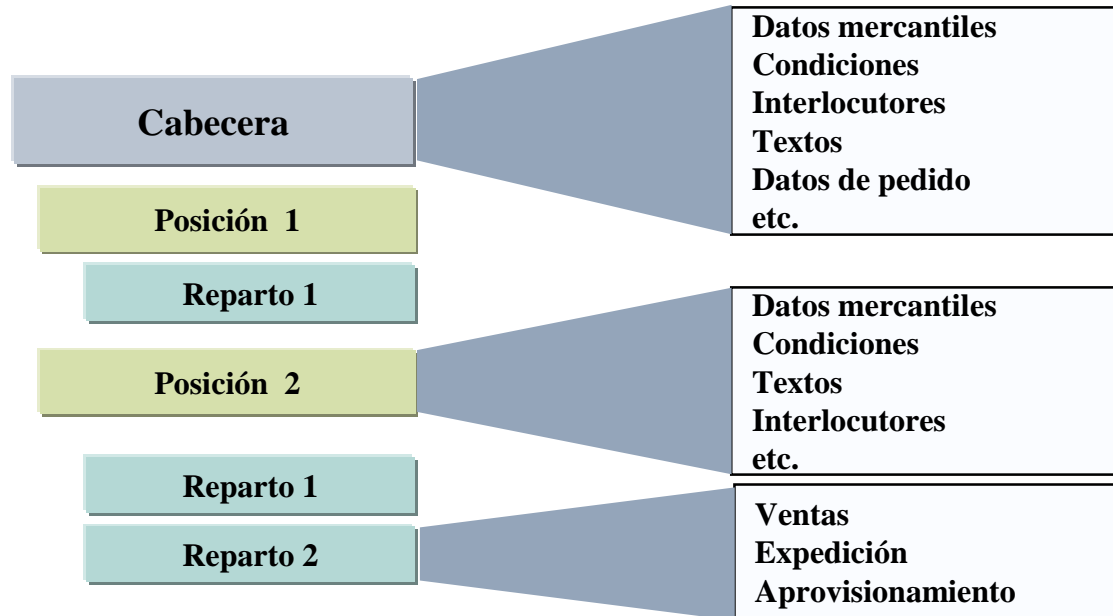 Cabecera
Datos mercantiles
Condiciones
Interlocutores
Textos
Datos de pedido
etc.
Posición 1
Reparto 1
Posición 2
Datos mercantiles
Condiciones
Textos
Interlocutores
etc.
Reparto 1
Reparto 2
Ventas
Expedición
Aprovisionamiento